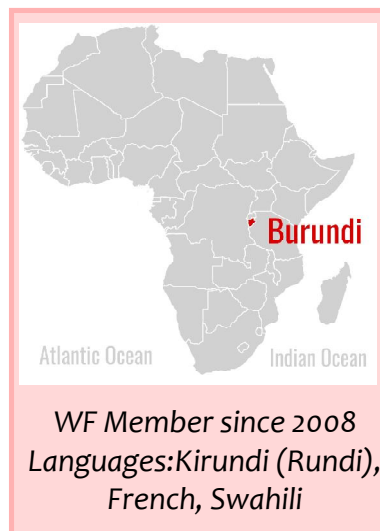 Burundi
Atlantic Ocean
Indian Ocean
WF Member since 2008
Languages:Kirundi (Rundi),
French, Swahili